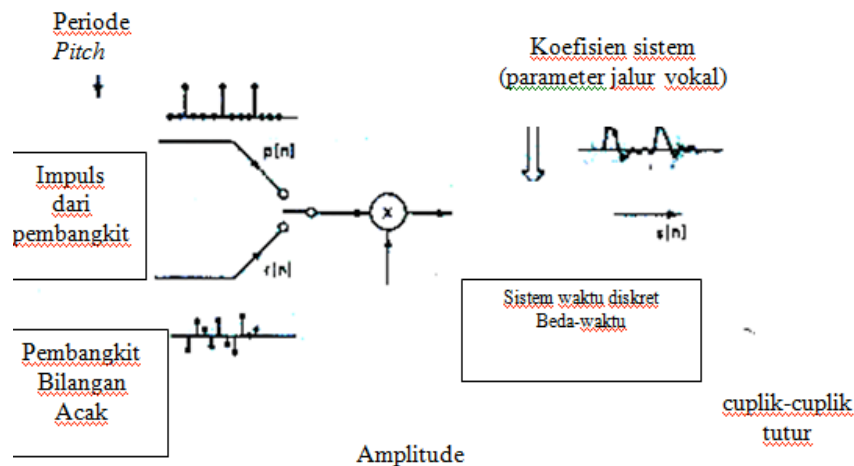 Periode
Pitch
Koefisien sistem
(parameter jalur vokal)
p[n]
Impuls
dari
pembangkit
x
s[n]
r[n]
Sistem waktu diskret
Beda-waktu
Pembangkit
Bilangan
Acak
cuplik-cuplik
tutur
Amplitude